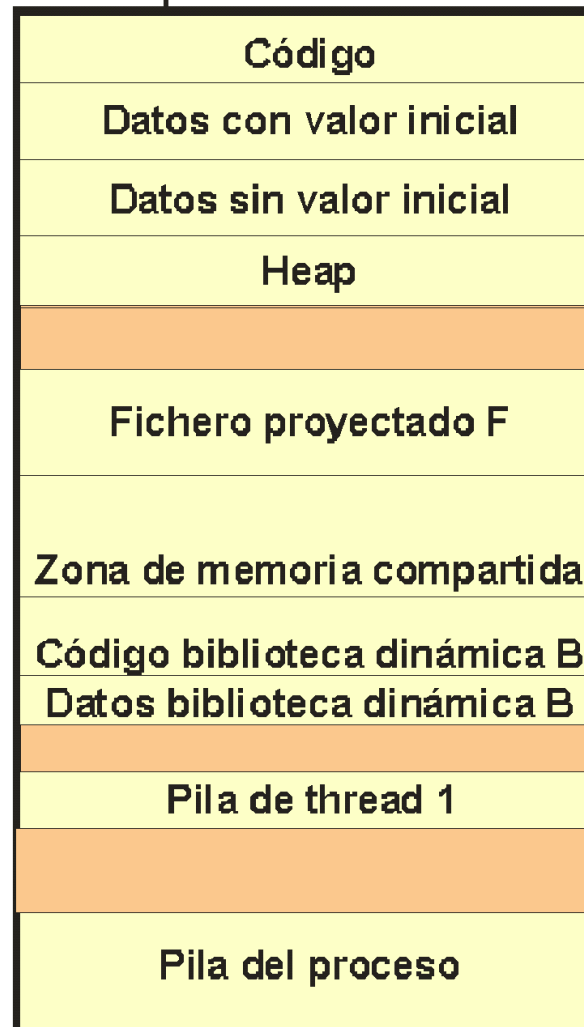 Código
Datos con valor inicial
Datos sin valor inicial
Heap
Fichero proyectado F
Zona de memoria compartida
Código biblioteca dinámica B
Datos biblioteca dinámica B
Pila de thread 1
Pila del proceso